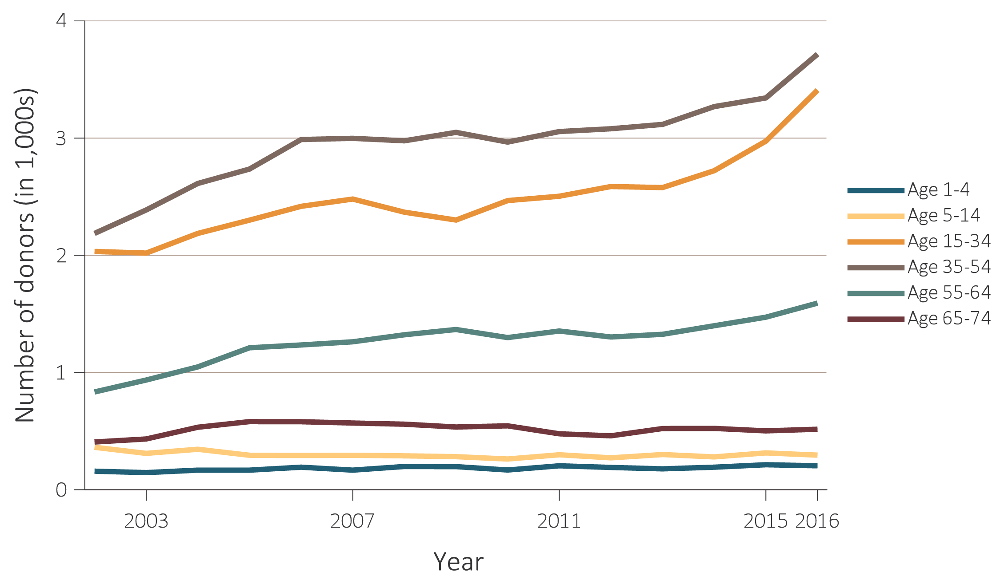 4
3
2
1
0
Number of donors (in 1,000s)
2003
2007
2011
2015
2016
Year
Age 1-4
Age 5-14
Age 15-34
Age 35-54
Age 55-64
Age 65-74